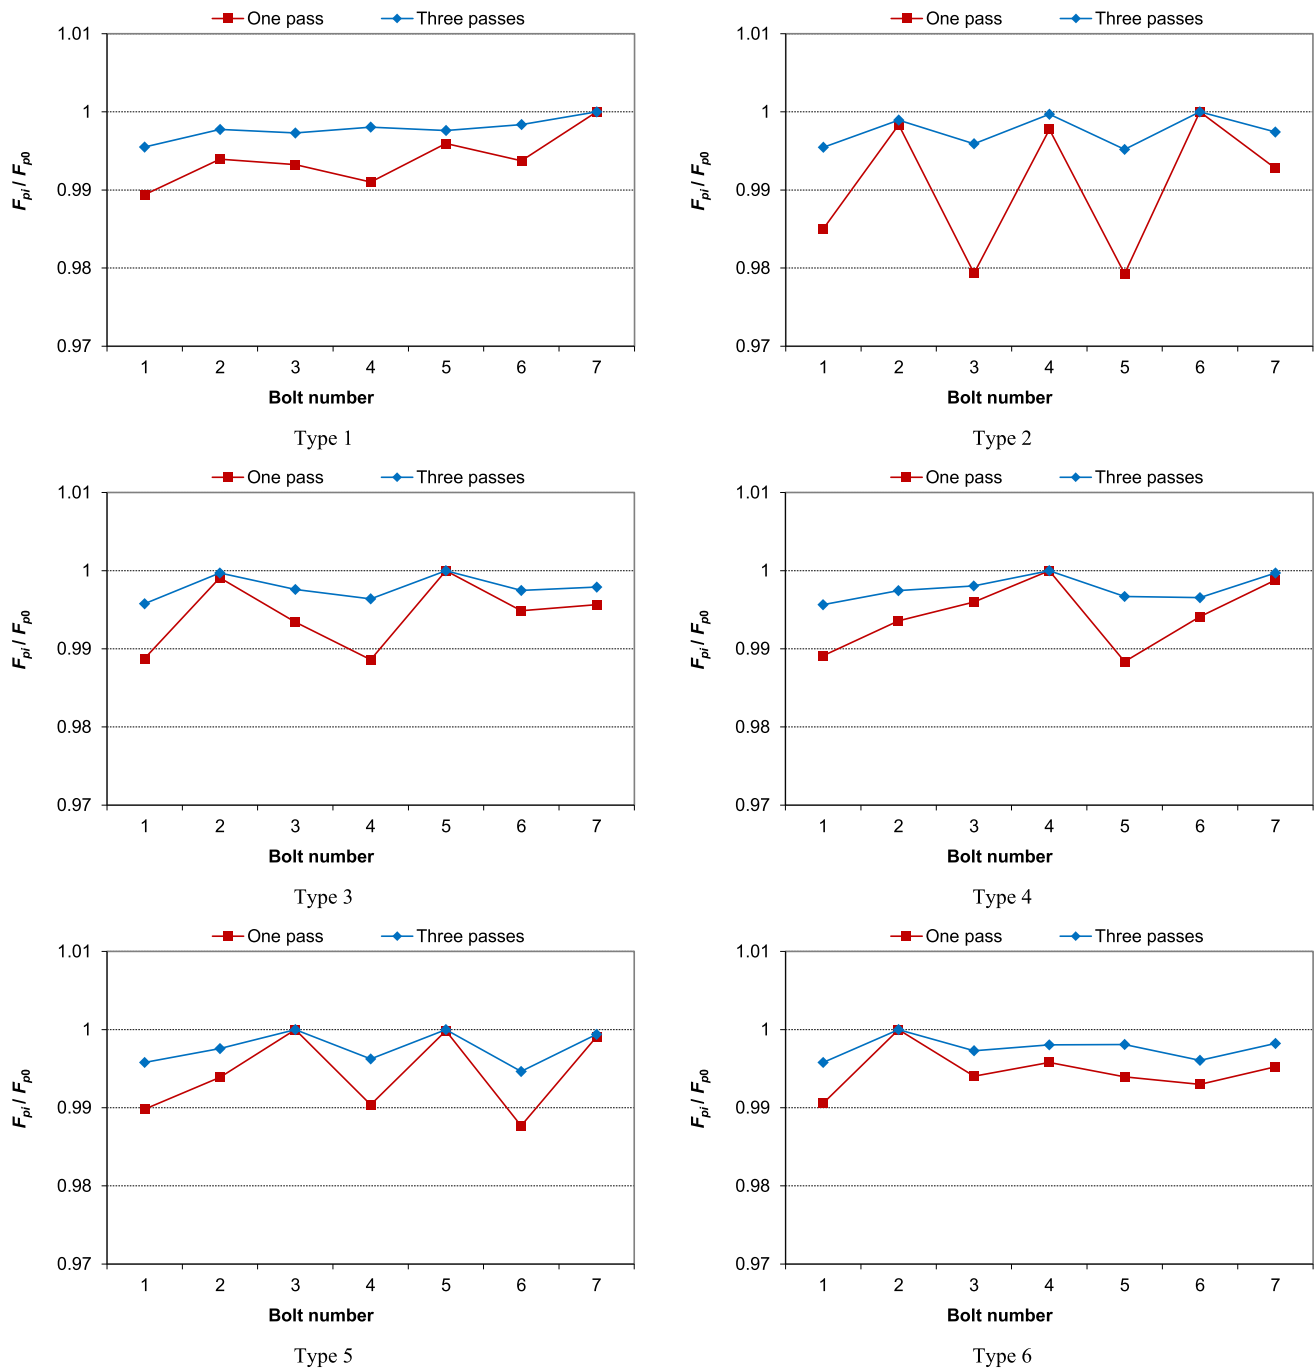 One pass Three passes
1.01
1
0.99
0.98
0.97
Fpi / Fp0
1 2 3 4 5 6 7
Bolt number
Type 1
One pass Three passes
1.01
1
0.99
0.98
0.97
Fpi / Fp0
1 2 3 4 5 6 7
Bolt number
Type 2
One pass Three passes
1.01
1
0.99
0.98
0.97
Fpi / Fp0
1 2 3 4 5 6 7
Bolt number
Type 3
One pass Three passes
1.01
1
0.99
0.98
0.97
Fpi / Fp0
1 2 3 4 5 6 7
Bolt number
Type 4
One pass Three passes
1.01
1
0.99
0.98
0.97
Fpi / Fp0
1 2 3 4 5 6 7
Bolt number
Type 5
One pass Three passes
1.01
1
0.99
0.98
0.97
Fpi / Fp0
1 2 3 4 5 6 7
Bolt number
Type 6